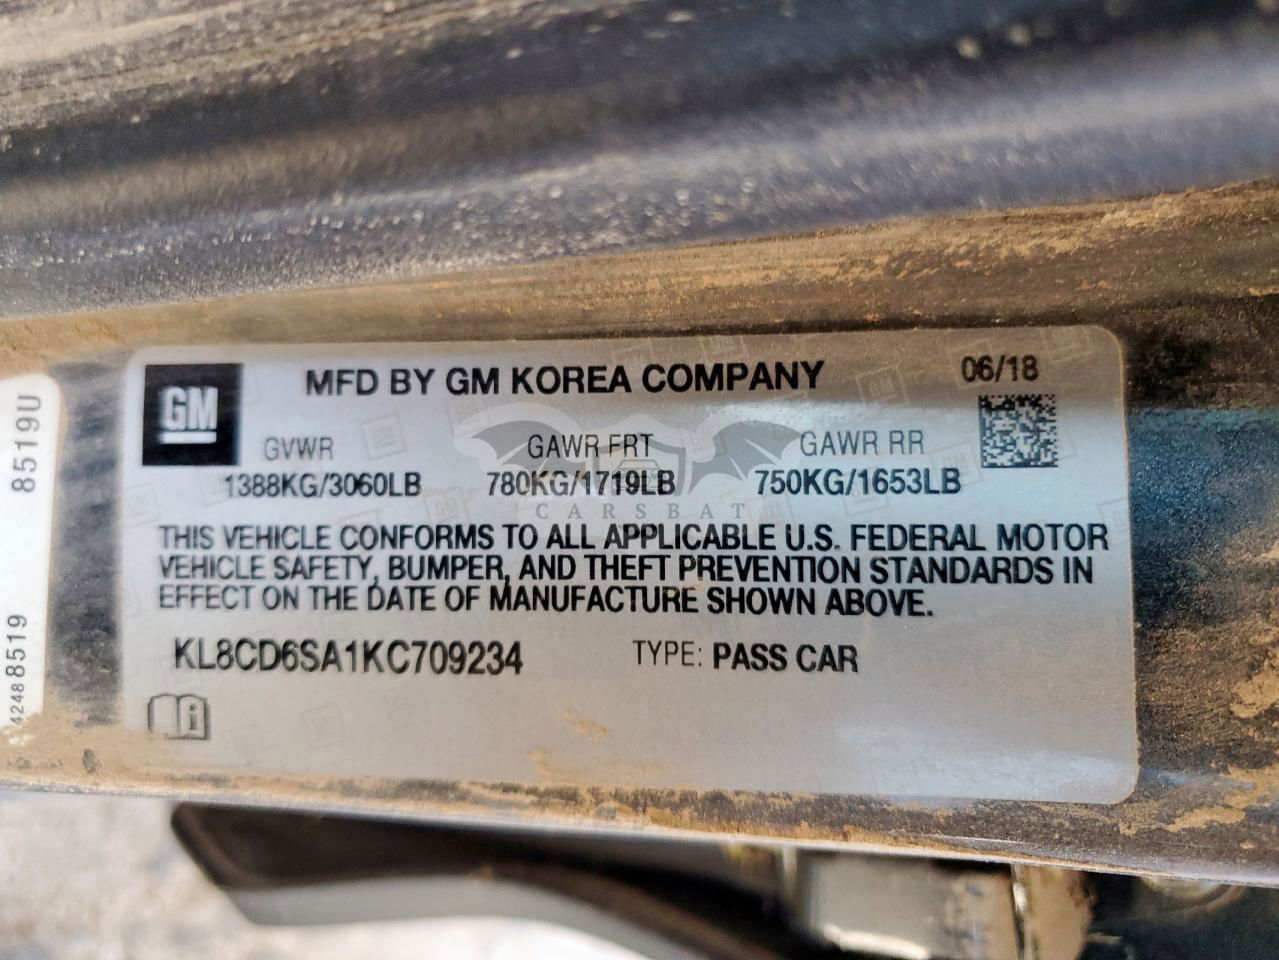 GM
MFD BY GM KOREA COMPANY
06/18
GVWR GAWR FRT GAWR RR
1388KG/3060LB 780KG/1719LB 750KG/1653LB
CARSBAT
THIS VEHICLE CONFORMS TO ALL APPLICABLE U.S. FEDERAL MOTOR
VEHICLE SAFETY, BUMPER, AND THEFT PREVENTION STANDARDS IN
EFFECT ON THE DATE OF MANUFACTURE SHOWN ABOVE.
KL8CD6SA1KC709234 TYPE: PASS CAR
8519U
42488519